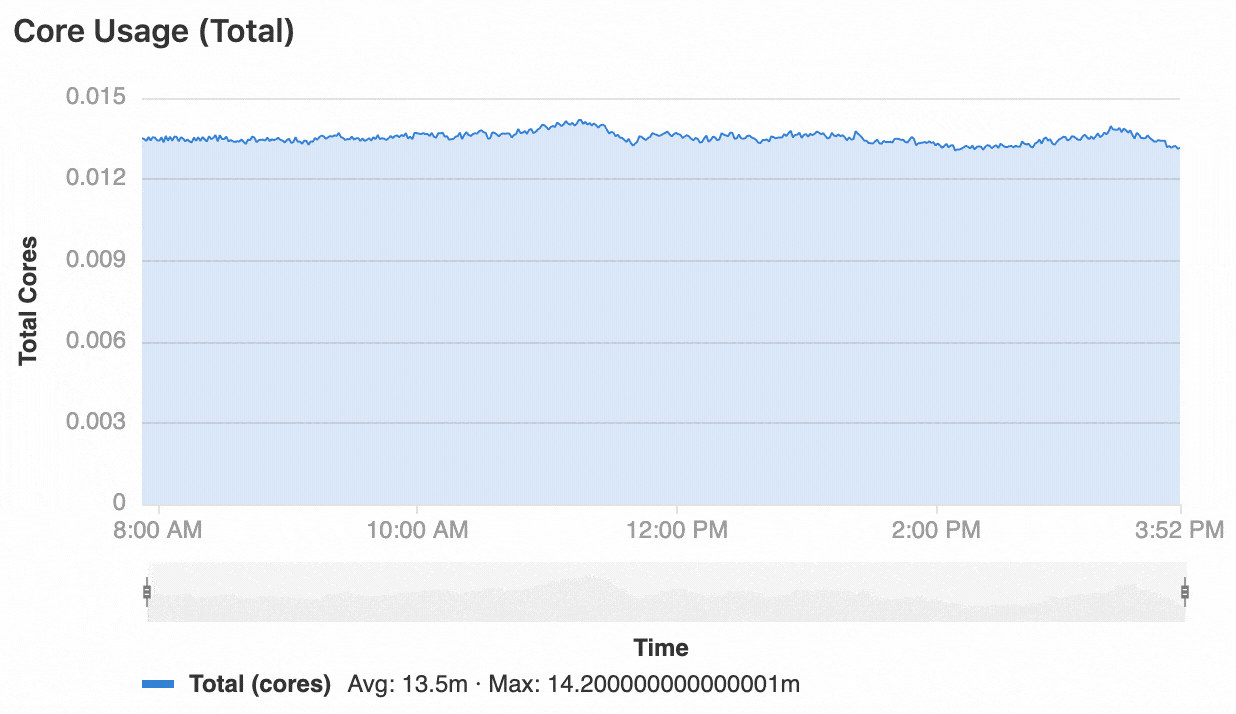 Core Usage (Total)
Total Cores
0.015
0.012
0.009
0.006
0.003
0
8:00 AM 10:00 AM 12:00 PM 2:00 PM 3:52 PM
Time
Total (cores) Avg: 13.5m · Max: 14.200000000000001m